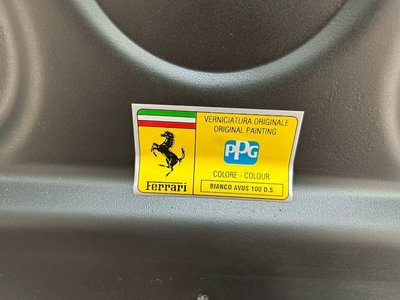 VERNICIATURA ORIGINALE
ORIGINAL PAINTING
PPG
COLORE - COLOUR
BIANCO AVUS 100 D.S.
Ferrari